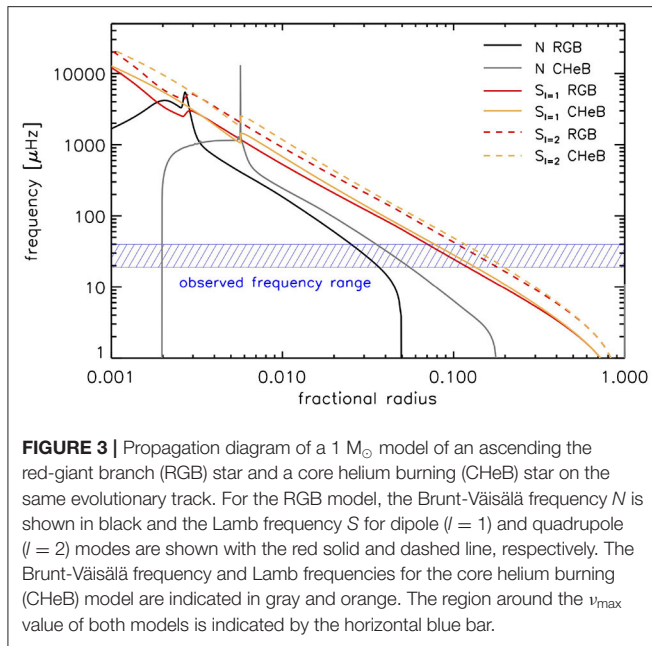 N RGB
N CHeB
S_{l=1} RGB
S_{l=1} CHeB
S_{l=2} RGB
S_{l=2} CHeB
frequency [μHz]
10000
1000
100
10
1
observed frequency range
0.001
0.010
0.100
1.000
fractional radius
FIGURE 3 | Propagation diagram of a 1 M⊙ model of an ascending the
red-giant branch (RGB) star and a core helium burning (CHeB) star on the
same evolutionary track. For the RGB model, the Brunt-Väisälä frequency N is
shown in black and the Lamb frequency S for dipole (l = 1) and quadrupole
(l = 2) modes are shown with the red solid and dashed line, respectively. The
Brunt-Väisälä frequency and Lamb frequencies for the core helium burning
(CHeB) model are indicated in gray and orange. The region around the ν_{max}
value of both models is indicated by the horizontal blue bar.